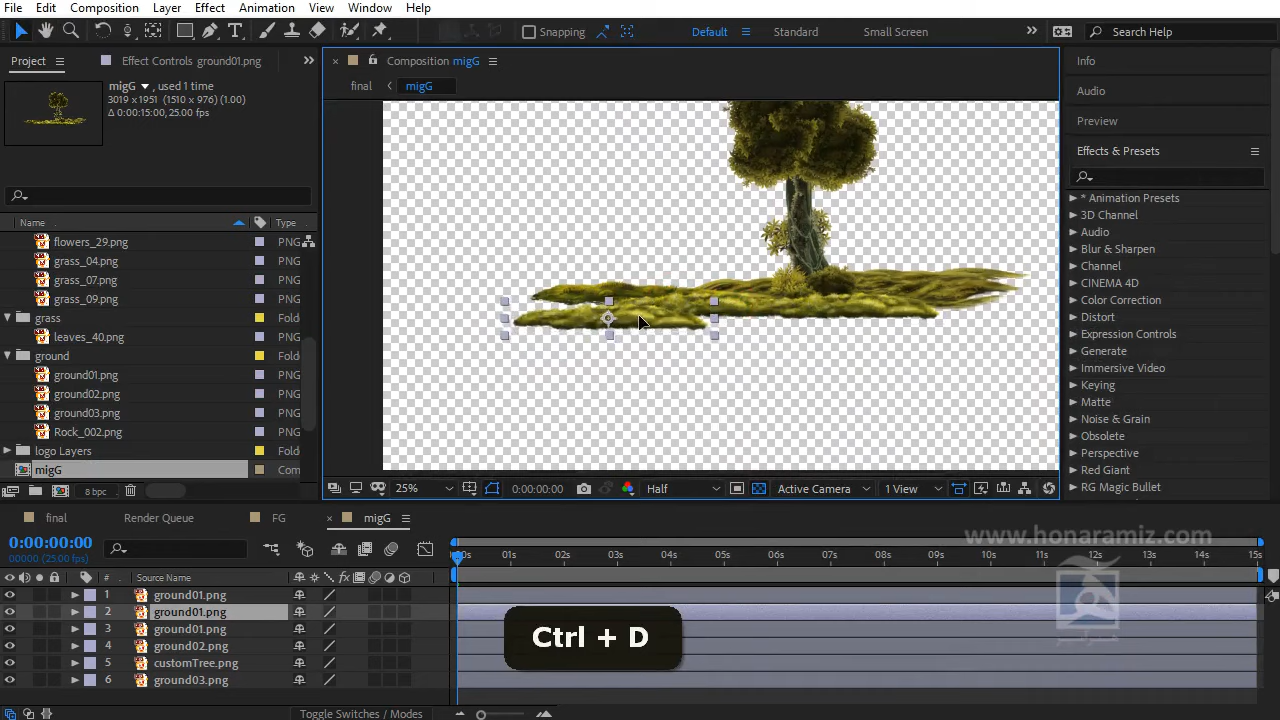 File Edit Composition Layer Effect Animation View Window Help
Snapping Default Standard Small Screen Search Help
Project Effect Controls ground01.png
migG , used 1 time
3019 x 1951 (1510 x 976) (1.00)
Δ 0:00:15:00, 25.00 fps
Name Type
flowers_29.png PNG
grass_04.png PNG
grass_07.png PNG
grass_09.png PNG
grass Fold
leaves_40.png PNG
ground Fold
ground01.png PNG
ground02.png PNG
ground03.png PNG
Rock_002.png PNG
logo Layers Fold
migG Con
8 bpc
Composition migG
final migG
25% 0:00:00:00 Half Active Camera 1 View
Info
Audio
Preview
Effects & Presets
* Animation Presets
3D Channel
Audio
Blur & Sharpen
Channel
CINEMA 4D
Color Correction
Distort
Expression Controls
Generate
Immersive Video
Keying
Matte
Noise & Grain
Obsolete
Perspective
Red Giant
RG Magic Bullet
final Render Queue FG migG
0:00:00:00
00000 (25.00 fps)
:00s 01s 02s 03s 04s 05s 06s 07s 08s 09s 10s 11s 12s 13s 14s 15s
# Source Name
1 ground01.png
2 ground01.png
3 ground01.png
4 ground02.png
5 customTree.png
6 ground03.png
Toggle Switches / Modes
Ctrl + D
www.honaramiz.com